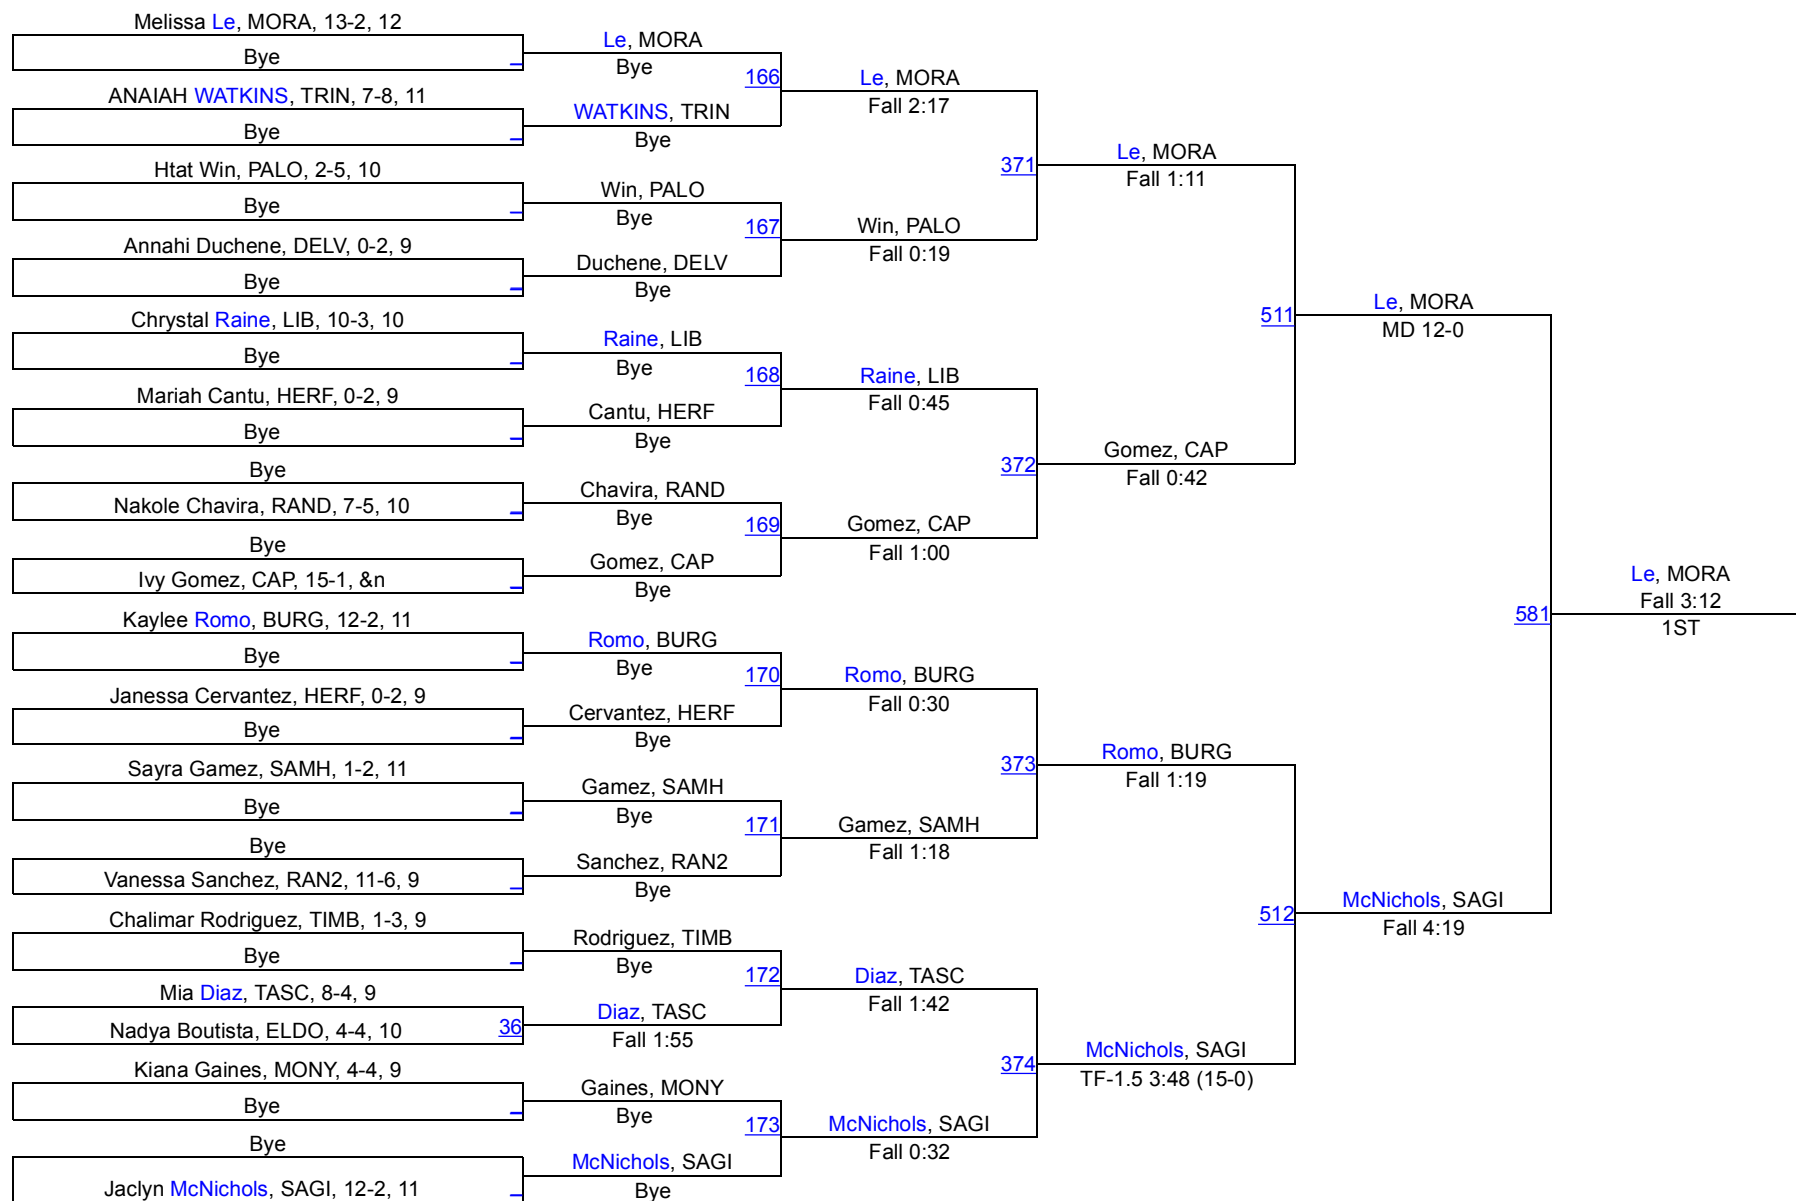 Melissa Le, MORA, 13-2, 12
Bye
ANAIAH WATKINS, TRIN, 7-8, 11
Bye
Htat Win, PALO, 2-5, 10
Bye
Annahi Duchene, DELV, 0-2, 9
Bye
Chrystal Raine, LIB, 10-3, 10
Bye
Mariah Cantu, HERF, 0-2, 9
Bye
Bye
Nakole Chavira, RAND, 7-5, 10
Bye
Ivy Gomez, CAP, 15-1, &n
Kaylee Romo, BURG, 12-2, 11
Bye
Janessa Cervantez, HERF, 0-2, 9
Bye
Sayra Gamez, SAMH, 1-2, 11
Bye
Bye
Vanessa Sanchez, RAN2, 11-6, 9
Chalimar Rodriguez, TIMB, 1-3, 9
Bye
Mia Diaz, TASC, 8-4, 9
Nadya Boutista, ELDO, 4-4, 10
36
Kiana Gaines, MONY, 4-4, 9
Bye
Bye
Jaclyn McNichols, SAGI, 12-2, 11
Le, MORA
Bye
166
WATKINS, TRIN
Bye
Win, PALO
Bye
167
Duchene, DELV
Bye
Raine, LIB
Bye
168
Cantu, HERF
Bye
Chavira, RAND
Bye
169
Gomez, CAP
Bye
Romo, BURG
Bye
170
Cervantez, HERF
Bye
Gamez, SAMH
Bye
171
Sanchez, RAN2
Bye
Rodriguez, TIMB
Bye
172
Diaz, TASC
Fall 1:55
Gaines, MONY
Bye
173
McNichols, SAGI
Bye
Le, MORA
Fall 2:17
371
Win, PALO
Fall 0:19
Raine, LIB
Fall 0:45
372
Gomez, CAP
Fall 1:00
Romo, BURG
Fall 0:30
373
Gamez, SAMH
Fall 1:18
Diaz, TASC
Fall 1:42
374
McNichols, SAGI
Fall 0:32
Le, MORA
Fall 1:11
511
Gomez, CAP
Fall 0:42
Romo, BURG
Fall 1:19
512
McNichols, SAGI
TF-1.5 3:48 (15-0)
Le, MORA
MD 12-0
581
McNichols, SAGI
Fall 4:19
Le, MORA
Fall 3:12
1ST